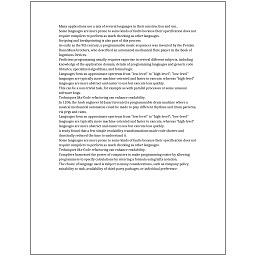 Many applications use a mix of several languages in their construction and use.
Some languages are more prone to some kinds of faults because their specification does not
require compilers to perform as much checking as other languages.
Scripting and breakpointing is also part of this process.
As early as the 9th century, a programmable music sequencer was invented by the Persian
Banu Musa brothers, who described an automated mechanical flute player in the Book of
Ingenious Devices.
Proficient programming usually requires expertise in several different subjects, including
knowledge of the application domain, details of programming languages and generic code
libraries, specialized algorithms, and formal logic.
Languages form an approximate spectrum from "low-level" to "high-level"; "low-level"
languages are typically more machine-oriented and faster to execute, whereas "high-level"
languages are more abstract and easier to use but execute less quickly.
This can be a non-trivial task, for example as with parallel processes or some unusual
software bugs.
Techniques like Code refactoring can enhance readability.
In 1206, the Arab engineer Al-Jazari invented a programmable drum machine where a
musical mechanical automaton could be made to play different rhythms and drum patterns,
via pegs and cams.
Languages form an approximate spectrum from "low-level" to "high-level"; "low-level"
languages are typically more machine-oriented and faster to execute, whereas "high-level"
languages are more abstract and easier to use but execute less quickly.
A study found that a few simple readability transformations made code shorter and
drastically reduced the time to understand it.
Some languages are more prone to some kinds of faults because their specification does not
require compilers to perform as much checking as other languages.
Techniques like Code refactoring can enhance readability.
Compilers harnessed the power of computers to make programming easier by allowing
programmers to specify calculations by entering a formula using infix notation.
The choice of language used is subject to many considerations, such as company policy,
suitability to task, availability of third-party packages, or individual preference.